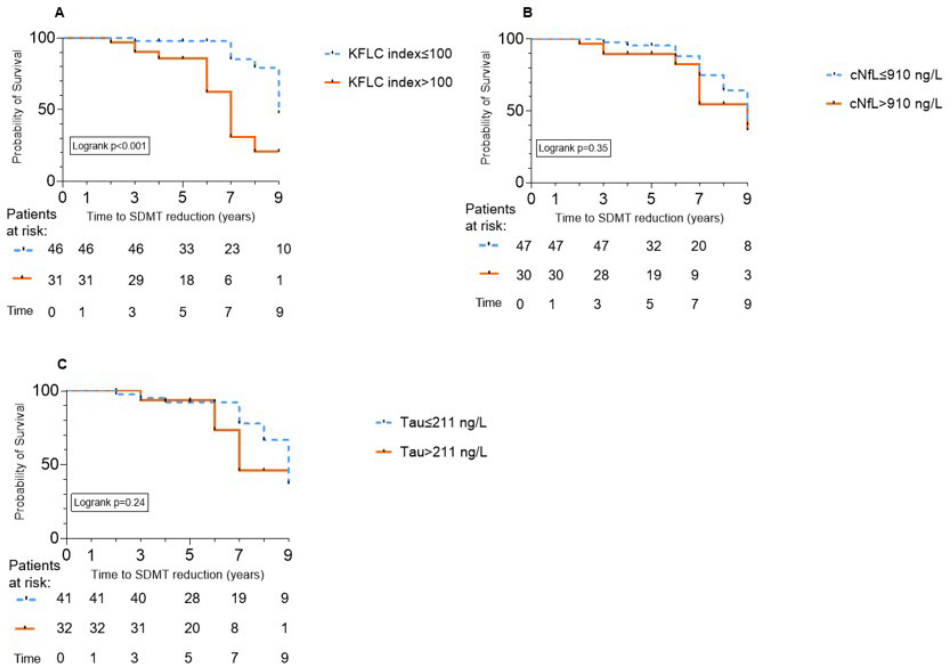 A
Probability of Survival
100
50
0
Logrank p<0.001
KFLC index≤100
KFLC index>100
0 1 3 5 7 9
Time to SDMT reduction (years)
Patients
at risk:
46 46 46 33 23 10
31 31 29 18 6 1
Time 0 1 3 5 7 9
B
Probability of Survival
100
50
0
Logrank p=0.35
cNfL≤910 ng/L
cNfL>910 ng/L
0 1 3 5 7 9
Time to SDMT reduction (years)
Patients
at risk:
47 47 47 32 20 8
30 30 28 19 9 3
Time 0 1 3 5 7 9
C
Probability of Survival
100
50
0
Logrank p=0.24
Tau≤211 ng/L
Tau>211 ng/L
0 1 3 5 7 9
Time to SDMT reduction (years)
Patients
at risk:
41 41 40 28 19 9
32 32 31 20 8 1
Time 0 1 3 5 7 9